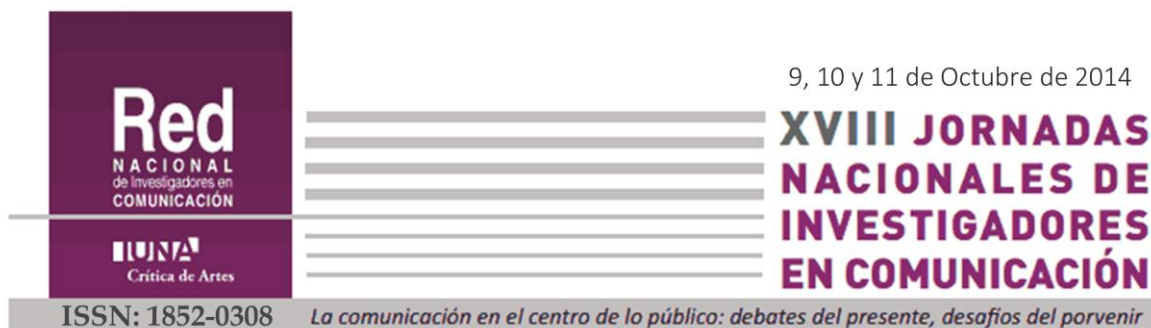 Red
NACIONAL
de Investigadores en
COMUNICACIÓN
IUNA
Crítica de Artes
9, 10 y 11 de Octubre de 2014
XVIII JORNADAS
NACIONALES DE
INVESTIGADORES
EN COMUNICACIÓN
ISSN: 1852-0308
La comunicación en el centro de lo público: debates del presente, desafíos del porvenir